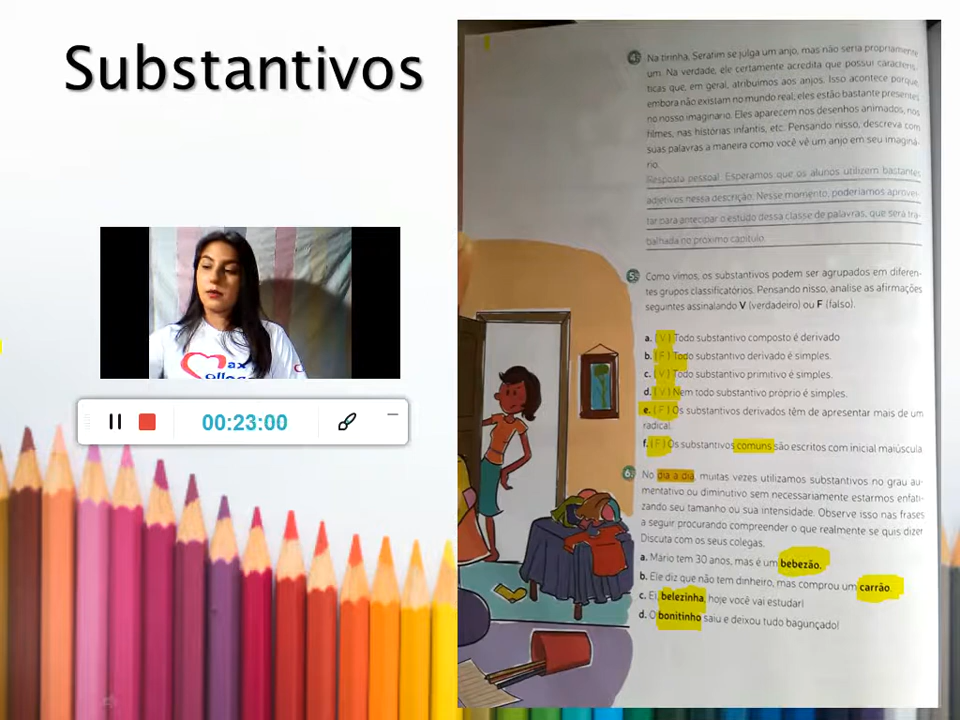 Substantivos
ax
ollege
00:23:00
4. Na tirinha, Serafim se julga um anjo, mas não seria propriamente
um. Na verdade, ele certamente acredita que possui caracterís-
ticas que, em geral, atribuímos aos anjos. Isso acontece porque,
embora não existam no mundo real, eles estão bastante presentes
no nosso imaginário. Eles aparecem nos desenhos animados, nos
filmes, nas histórias infantis, etc. Pensando nisso, descreva com
suas palavras a maneira como você vê um anjo em seu imaginá-
rio.
Resposta pessoal. Esperamos que os alunos utilizem bastantes
adjetivos nessa descrição. Nesse momento, poderíamos aprovei-
tar para antecipar o estudo dessa classe de palavras, que será tra-
balhada no próximo capítulo.
5. Como vimos, os substantivos podem ser agrupados em diferen-
tes grupos classificatórios. Pensando nisso, analise as afirmações
seguintes assinalando V (verdadeiro) ou F (falso).
a. (V) Todo substantivo composto é derivado
b. (F) Todo substantivo derivado é simples.
c. (V) Todo substantivo primitivo é simples.
d. (V) Nem todo substantivo próprio é simples.
e. (F) Os substantivos derivados têm de apresentar mais de um
radical.
f. (F) Os substantivos comuns são escritos com inicial maiúscula
6. No dia a dia, muitas vezes utilizamos substantivos no grau au-
mentativo ou diminutivo sem necessariamente estarmos enfati-
zando seu tamanho ou sua intensidade. Observe isso nas frases
a seguir procurando compreender o que realmente se quis dizer
Discuta com os seus colegas.
a. Mário tem 30 anos, mas é um bebezão.
b. Ele diz que não tem dinheiro, mas comprou um carrão.
c. Ei, belezinha, hoje você vai estudar!
d. O bonitinho saiu e deixou tudo bagunçado!